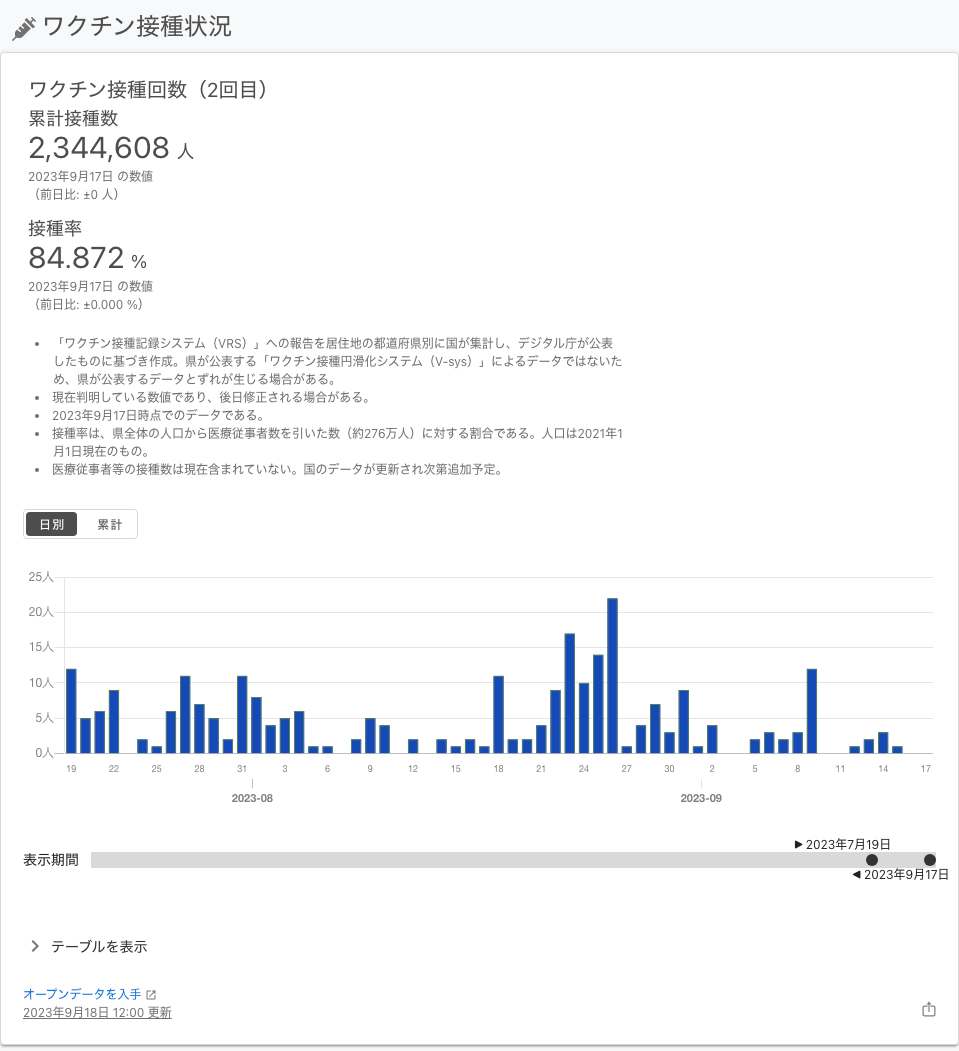 ワクチン接種状況
ワクチン接種回数（2回目）
累計接種数
2,344,608 人
2023年9月17日 の数値
（前日比: ±0 人）
接種率
84.872 %
2023年9月17日 の数値
（前日比: ±0.000 %）
• 「ワクチン接種記録システム（VRS）」への報告を居住地の都道府県別に国が集計し、デジタル庁が公表
したものに基づき作成。県が公表する「ワクチン接種円滑化システム（V-sys）」によるデータではないた
め、県が公表するデータとずれが生じる場合がある。
• 現在判明している数値であり、後日修正される場合がある。
• 2023年9月17日時点でのデータである。
• 接種率は、県全体の人口から医療従事者数を引いた数（約276万人）に対する割合である。人口は2021年1
月1日現在のもの。
• 医療従事者等の接種数は現在含まれていない。国のデータが更新され次第追加予定。
日別 累計
25人
20人
15人
10人
5人
0人
19 22 25 28 31 3 6 9 12 15 18 21 24 27 30 2 5 8 11 14 17
2023-08 2023-09
▶ 2023年7月19日
表示期間
◀ 2023年9月17日
テーブルを表示
オープンデータを入手
2023年9月18日 12:00 更新